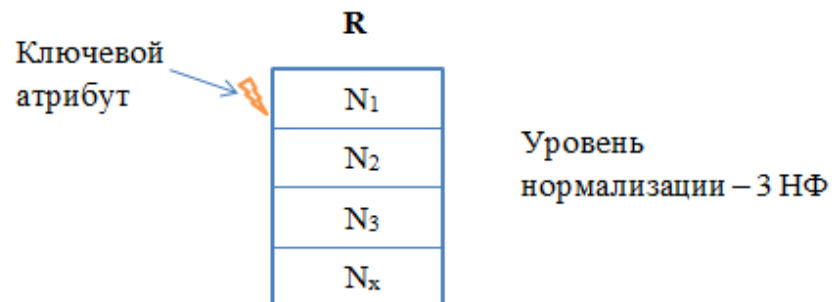 R
Ключевой
атрибут
N₁
N₂
N₃
Nₓ
Уровень
нормализации – 3 НФ